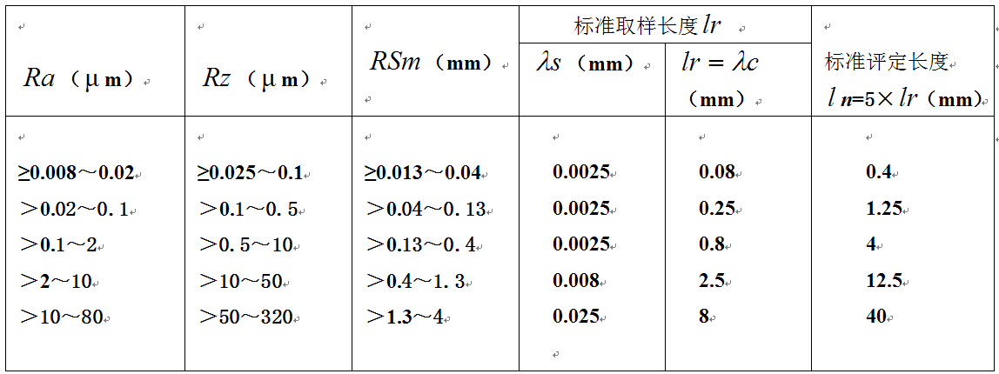 标准取样长度 lr
Ra（μm） Rz（μm） RSm（mm） λs（mm） lr = λc（mm） 标准评定长度 l n=5× lr（mm）
≥0.008～0.02 ≥0.025～0.1 ≥0.013～0.04 0.0025 0.08 0.4
＞0.02～0.1 ＞0.1～0.5 ＞0.04～0.13 0.0025 0.25 1.25
＞0.1～2 ＞0.5～10 ＞0.13～0.4 0.0025 0.8 4
＞2～10 ＞10～50 ＞0.4～1.3 0.008 2.5 12.5
＞10～80 ＞50～320 ＞1.3～4 0.025 8 40